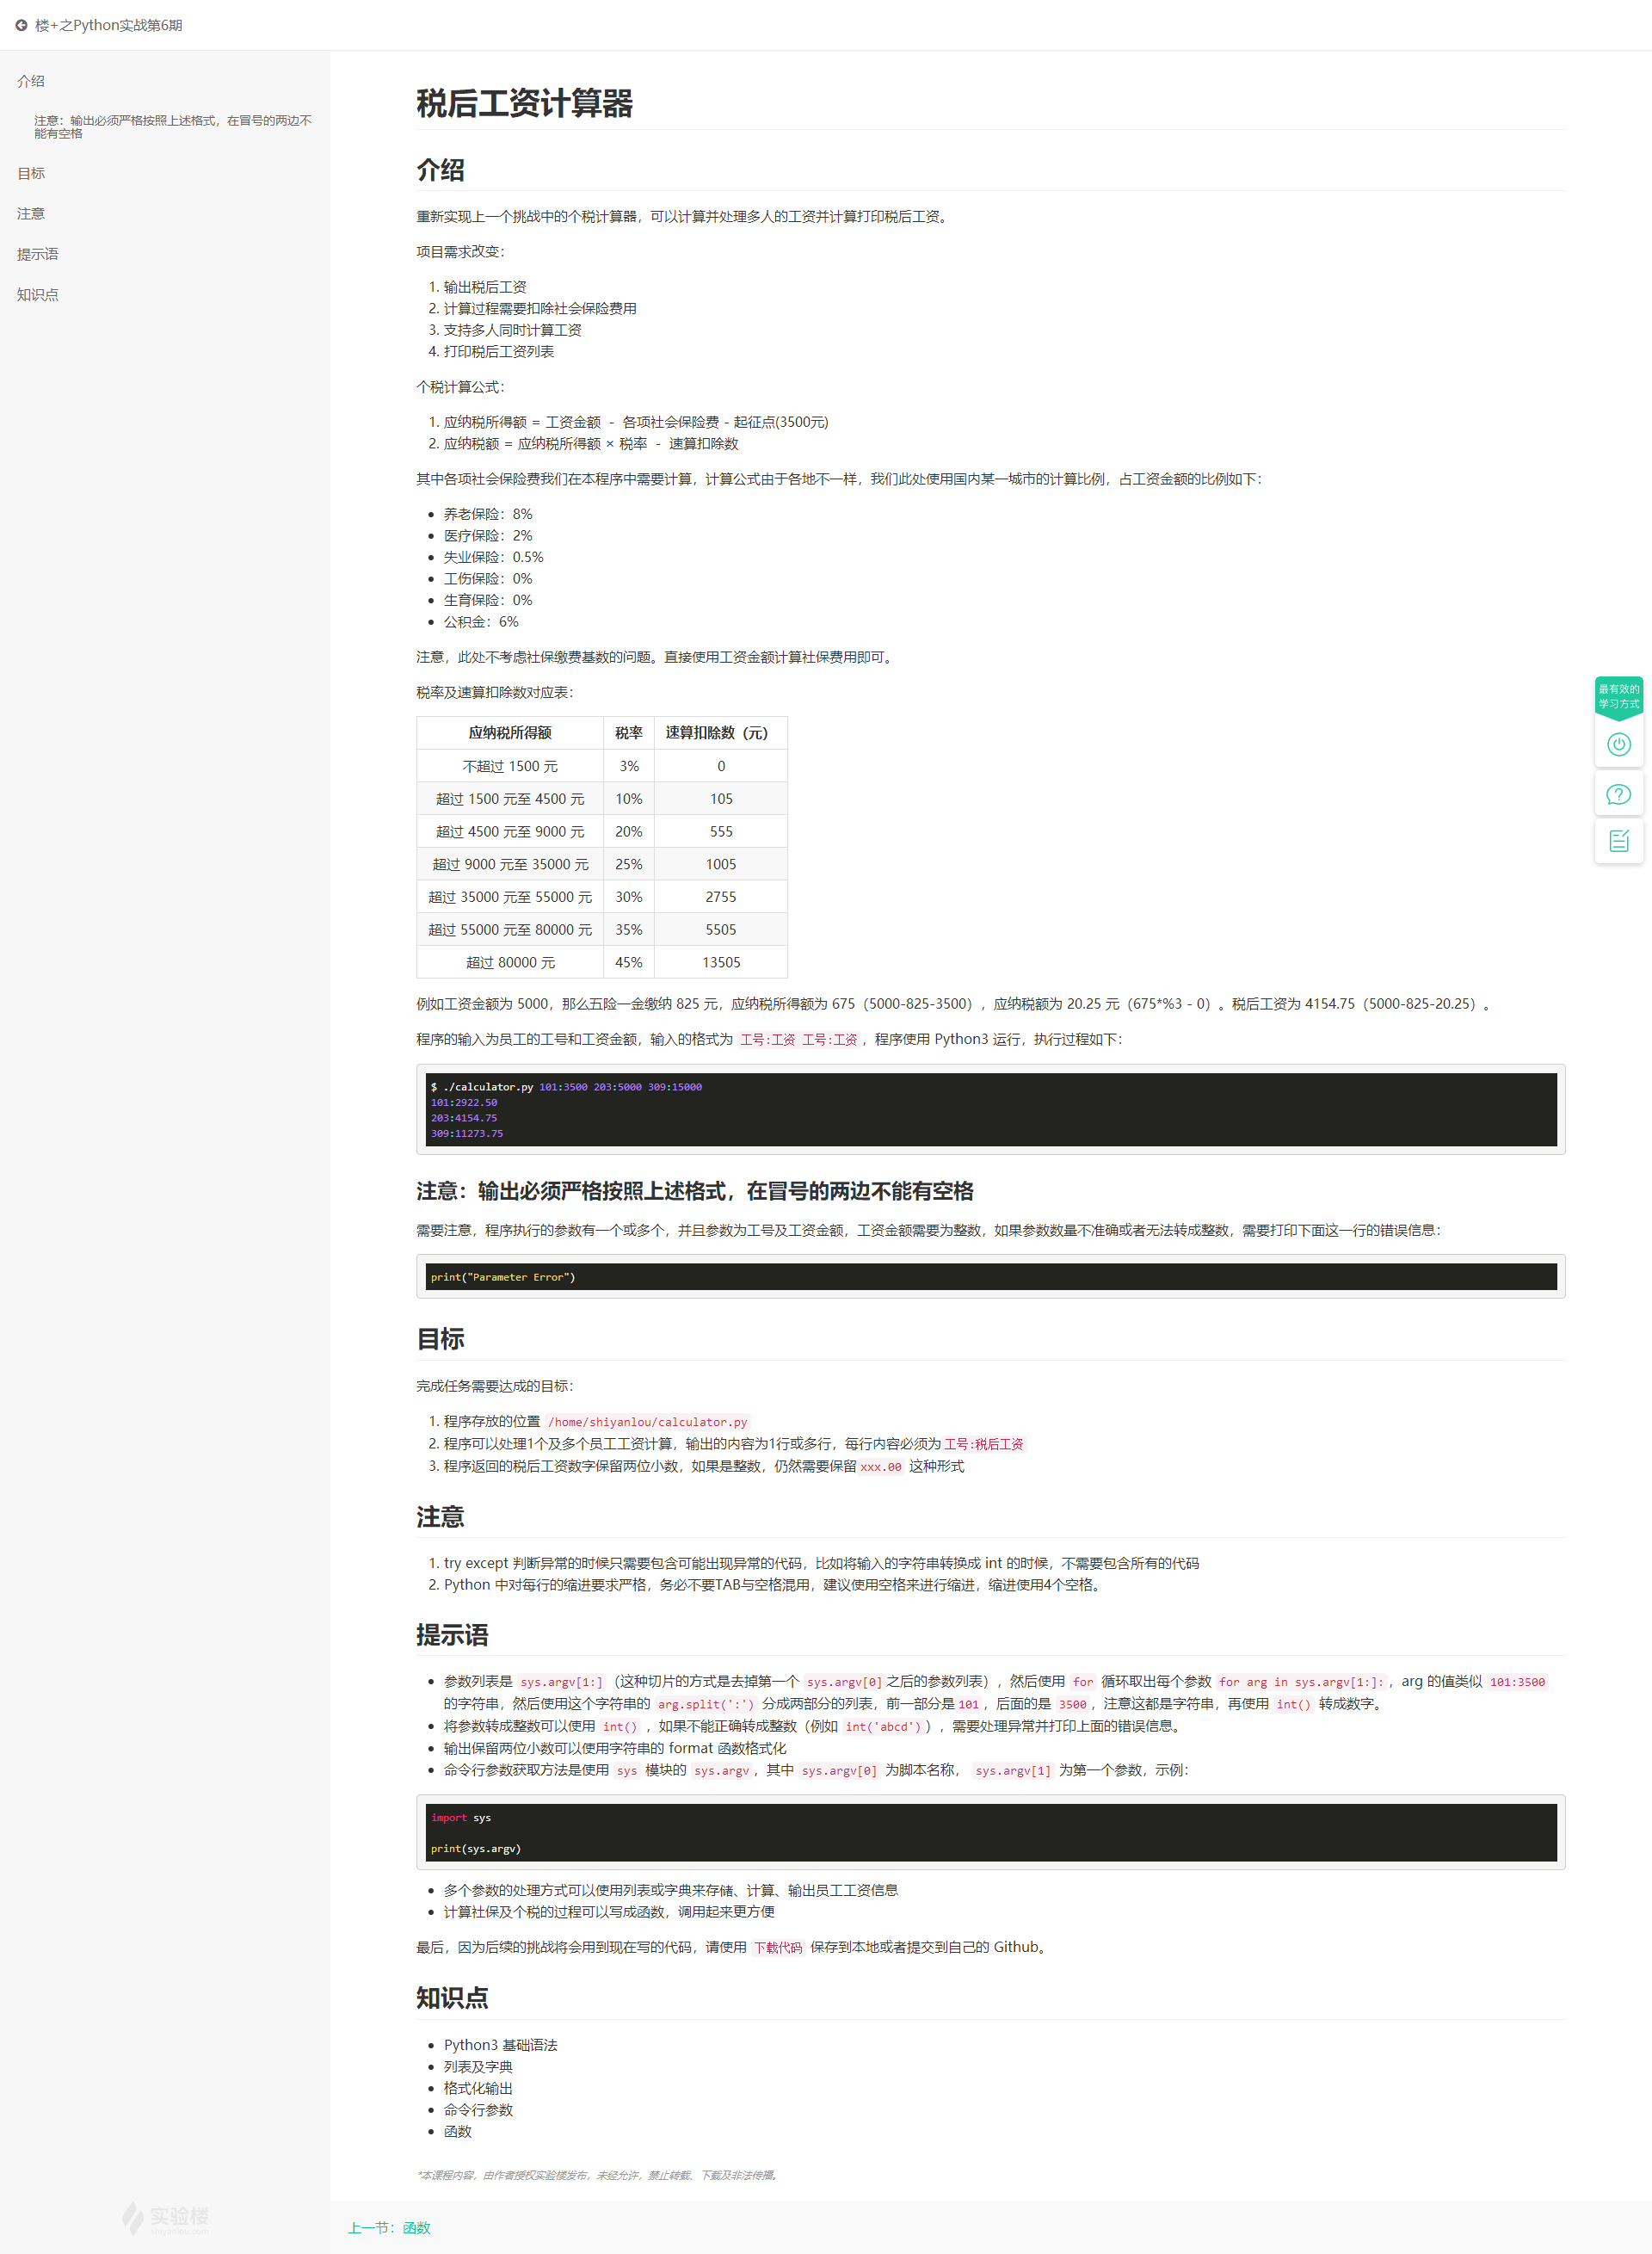 楼+之Python实战第6期
介绍
注意：输出必须严格按照上述格式，在冒号的两边不
能有空格
目标
注意
提示语
知识点
税后工资计算器
介绍
重新实现上一个挑战中的个税计算器，可以计算并处理多人的工资并计算打印税后工资。
项目需求改变：
1. 输出税后工资
2. 计算过程需要扣除社会保险费用
3. 支持多人同时计算工资
4. 打印税后工资列表
个税计算公式：
1. 应纳税所得额 = 工资金额 － 各项社会保险费 - 起征点(3500元)
2. 应纳税额 = 应纳税所得额 × 税率 － 速算扣除数
其中各项社会保险费我们在本程序中需要计算，计算公式由于各地不一样，我们此处使用国内某一城市的计算比例，占工资金额的比例如下：
• 养老保险：8%
• 医疗保险：2%
• 失业保险：0.5%
• 工伤保险：0%
• 生育保险：0%
• 公积金：6%
注意，此处不考虑社保缴费基数的问题。直接使用工资金额计算社保费用即可。
税率及速算扣除数对应表：
应纳税所得额 税率 速算扣除数（元）
不超过 1500 元 3% 0
超过 1500 元至 4500 元 10% 105
超过 4500 元至 9000 元 20% 555
超过 9000 元至 35000 元 25% 1005
超过 35000 元至 55000 元 30% 2755
超过 55000 元至 80000 元 35% 5505
超过 80000 元 45% 13505
例如工资金额为 5000，那么五险一金缴纳 825 元，应纳税所得额为 675（5000-825-3500），应纳税额为 20.25 元（675*%3 - 0）。税后工资为 4154.75（5000-825-20.25）。
程序的输入为员工的工号和工资金额，输入的格式为 工号:工资 工号:工资，程序使用 Python3 运行，执行过程如下：
$ ./calculator.py 101:3500 203:5000 309:15000
101:2922.50
203:4154.75
309:11273.75
注意：输出必须严格按照上述格式，在冒号的两边不能有空格
需要注意，程序执行的参数有一个或多个，并且参数为工号及工资金额，工资金额需要为整数，如果参数数量不准确或者无法转成整数，需要打印下面这一行的错误信息：
print("Parameter Error")
目标
完成任务需要达成的目标：
1. 程序存放的位置 /home/shiyanlou/calculator.py
2. 程序可以处理1个及多个员工工资计算，输出的内容为1行或多行，每行内容必须为 工号:税后工资
3. 程序返回的税后工资数字保留两位小数，如果是整数，仍然需要保留 xxx.00 这种形式
注意
1. try except 判断异常的时候只需要包含可能出现异常的代码，比如将输入的字符串转换成 int 的时候，不需要包含所有的代码
2. Python 中对每行的缩进要求严格，务必不要TAB与空格混用，建议使用空格来进行缩进，缩进使用4个空格。
提示语
• 参数列表是 sys.argv[1:]（这种切片的方式是去掉第一个 sys.argv[0] 之后的参数列表），然后使用 for 循环取出每个参数 for arg in sys.argv[1:]:，arg 的值类似 101:3500
的字符串，然后使用这个字符串的 arg.split(':') 分成两部分的列表，前一部分是 101，后面的是 3500，注意这都是字符串，再使用 int() 转成数字。
• 将参数转成整数可以使用 int()，如果不能正确转成整数（例如 int('abcd')），需要处理异常并打印上面的错误信息。
• 输出保留两位小数可以使用字符串的 format 函数格式化
• 命令行参数获取方法是使用 sys 模块的 sys.argv，其中 sys.argv[0] 为脚本名称， sys.argv[1] 为第一个参数，示例：
import sys
print(sys.argv)
• 多个参数的处理方式可以使用列表或字典来存储、计算、输出员工工资信息
• 计算社保及个税的过程可以写成函数，调用起来更方便
最后，因为后续的挑战将会用到现在写的代码，请使用 下载代码 保存到本地或者提交到自己的 Github。
知识点
• Python3 基础语法
• 列表及字典
• 格式化输出
• 命令行参数
• 函数
*本课程内容，由作者授权实验楼发布，未经允许，禁止转载、下载及非法传播。
上一节：函数
实验楼
shiyanlou.com
最有效的
学习方式